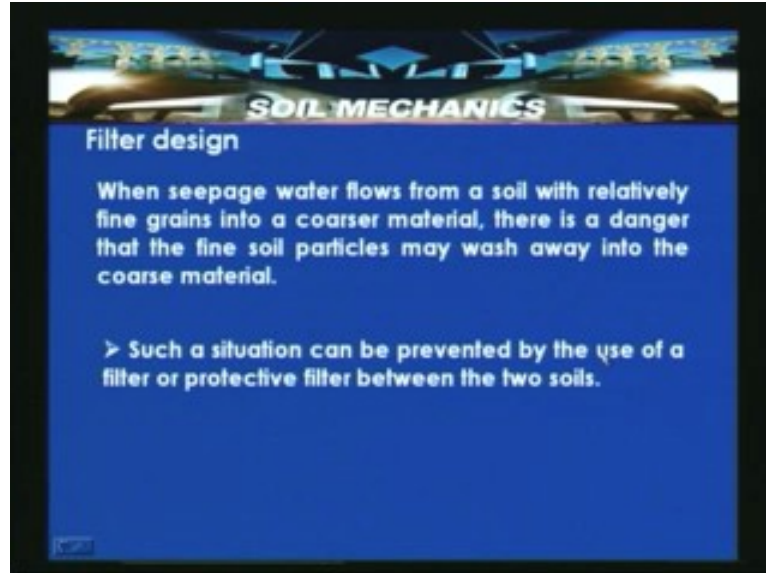 SOIL MECHANICS
Filter design
When seepage water flows from a soil with relatively
fine grains into a coarser material, there is a danger
that the fine soil particles may wash away into the
coarse material.
➢ Such a situation can be prevented by the use of a
filter or protective filter between the two soils.